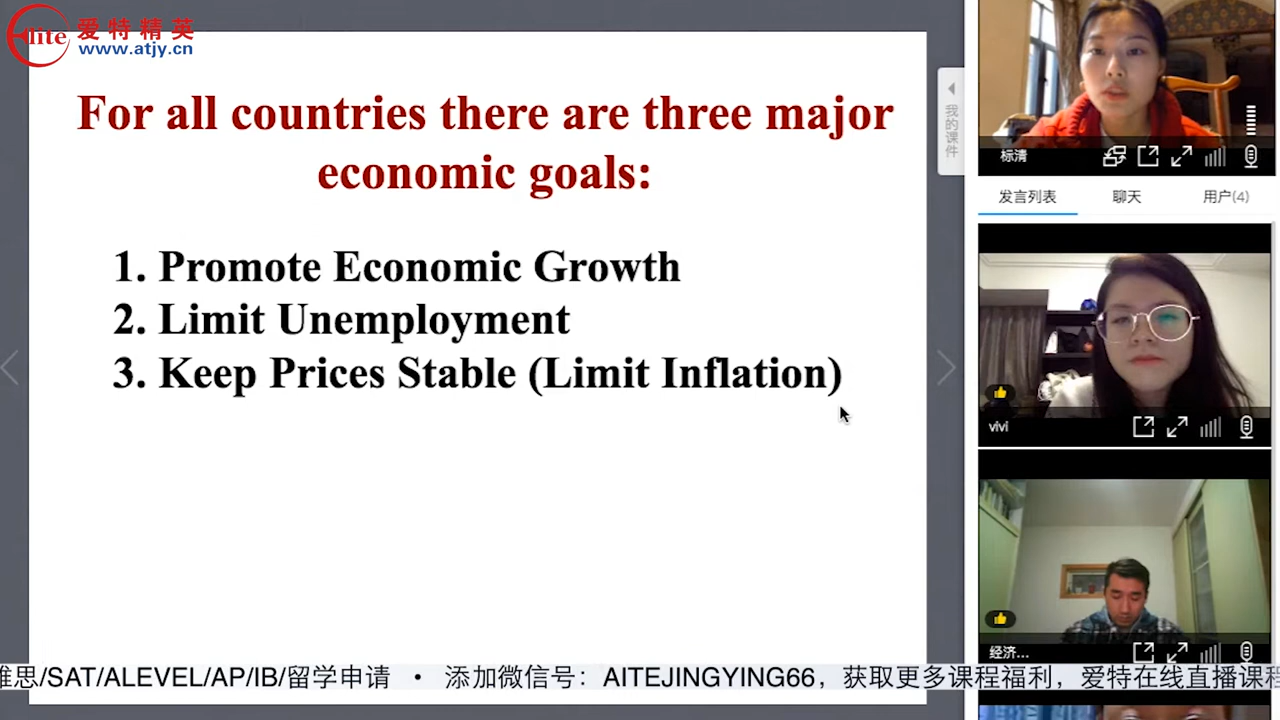 Elite 爱特精英
www.atjy.cn
For all countries there are three major
economic goals:
1. Promote Economic Growth
2. Limit Unemployment
3. Keep Prices Stable (Limit Inflation)
我的课件
标清
发言列表 聊天 用户(4)
vivi
经济...
雅思/SAT/ALEVEL/AP/IB/留学申请 • 添加微信号：AITEJINGYING66，获取更多课程福利，爱特在线直播课程